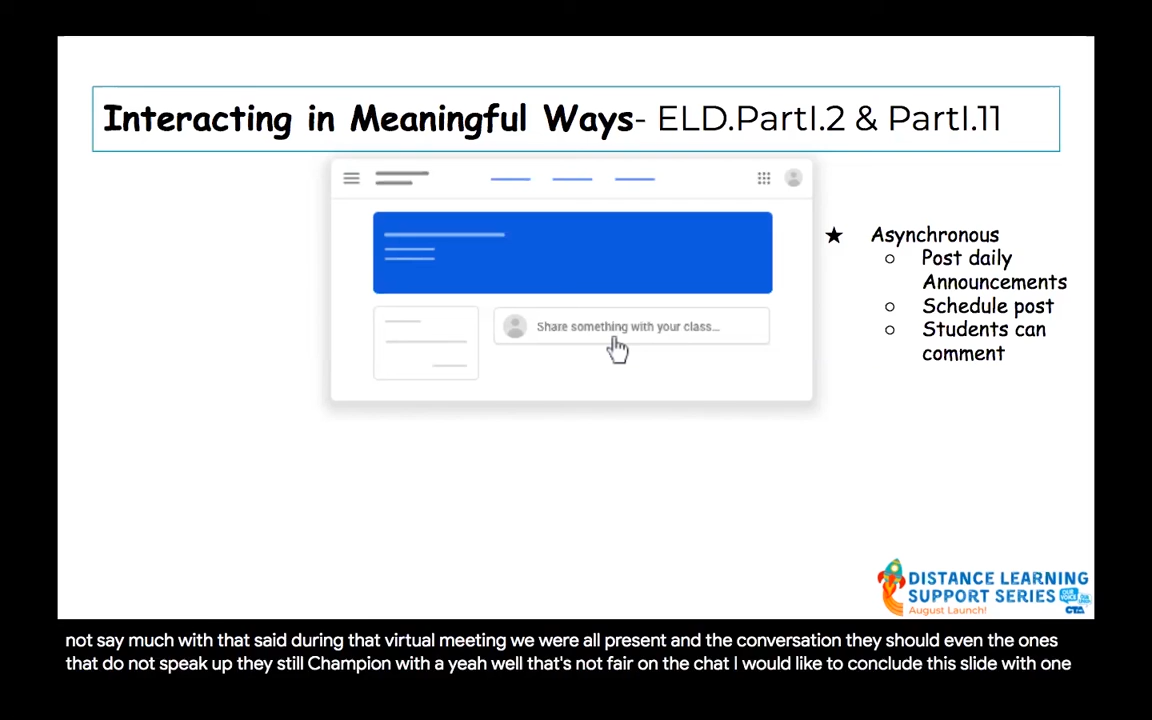 Interacting in Meaningful Ways- ELD.PartI.2 & PartI.11
Share something with your class...
★ Asynchronous
○ Post daily
Announcements
○ Schedule post
○ Students can
comment
DISTANCE LEARNING
SUPPORT SERIES
August Launch!
CTA
not say much with that said during that virtual meeting we were all present and the conversation they should even the ones
that do not speak up they still Champion with a yeah well that's not fair on the chat I would like to conclude this slide with one